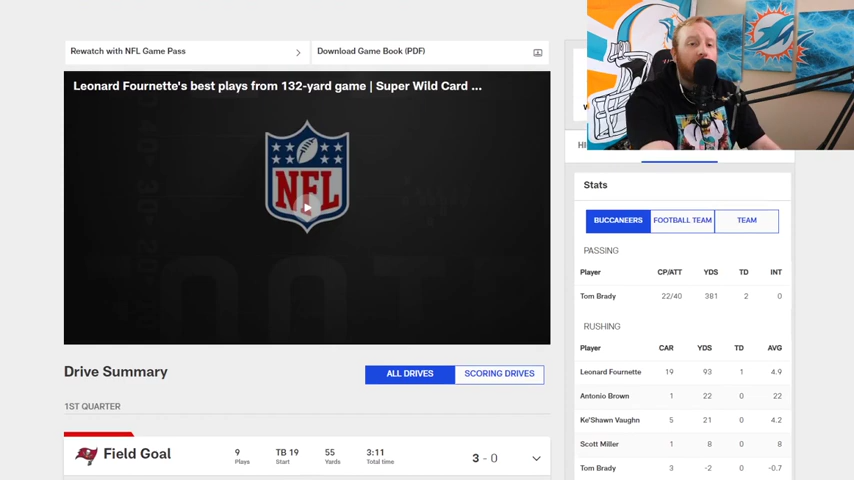 Rewatch with NFL Game Pass
Download Game Book (PDF)
Leonard Fournette's best plays from 132-yard game | Super Wild Card ...
NFL
Drive Summary
ALL DRIVES
SCORING DRIVES
1ST QUARTER
Field Goal
9
Plays
TB 19
Start
55
Yards
3:11
Total time
3 - 0
Stats
BUCCANEERS
FOOTBALL TEAM
TEAM
PASSING
Player CP/ATT YDS TD INT
Tom Brady 22/40 381 2 0
RUSHING
Player CAR YDS TD AVG
Leonard Fournette 19 93 1 4.9
Antonio Brown 1 22 0 22
Ke'Shawn Vaughn 5 21 0 4.2
Scott Miller 1 8 0 8
Tom Brady 3 -2 0 -0.7